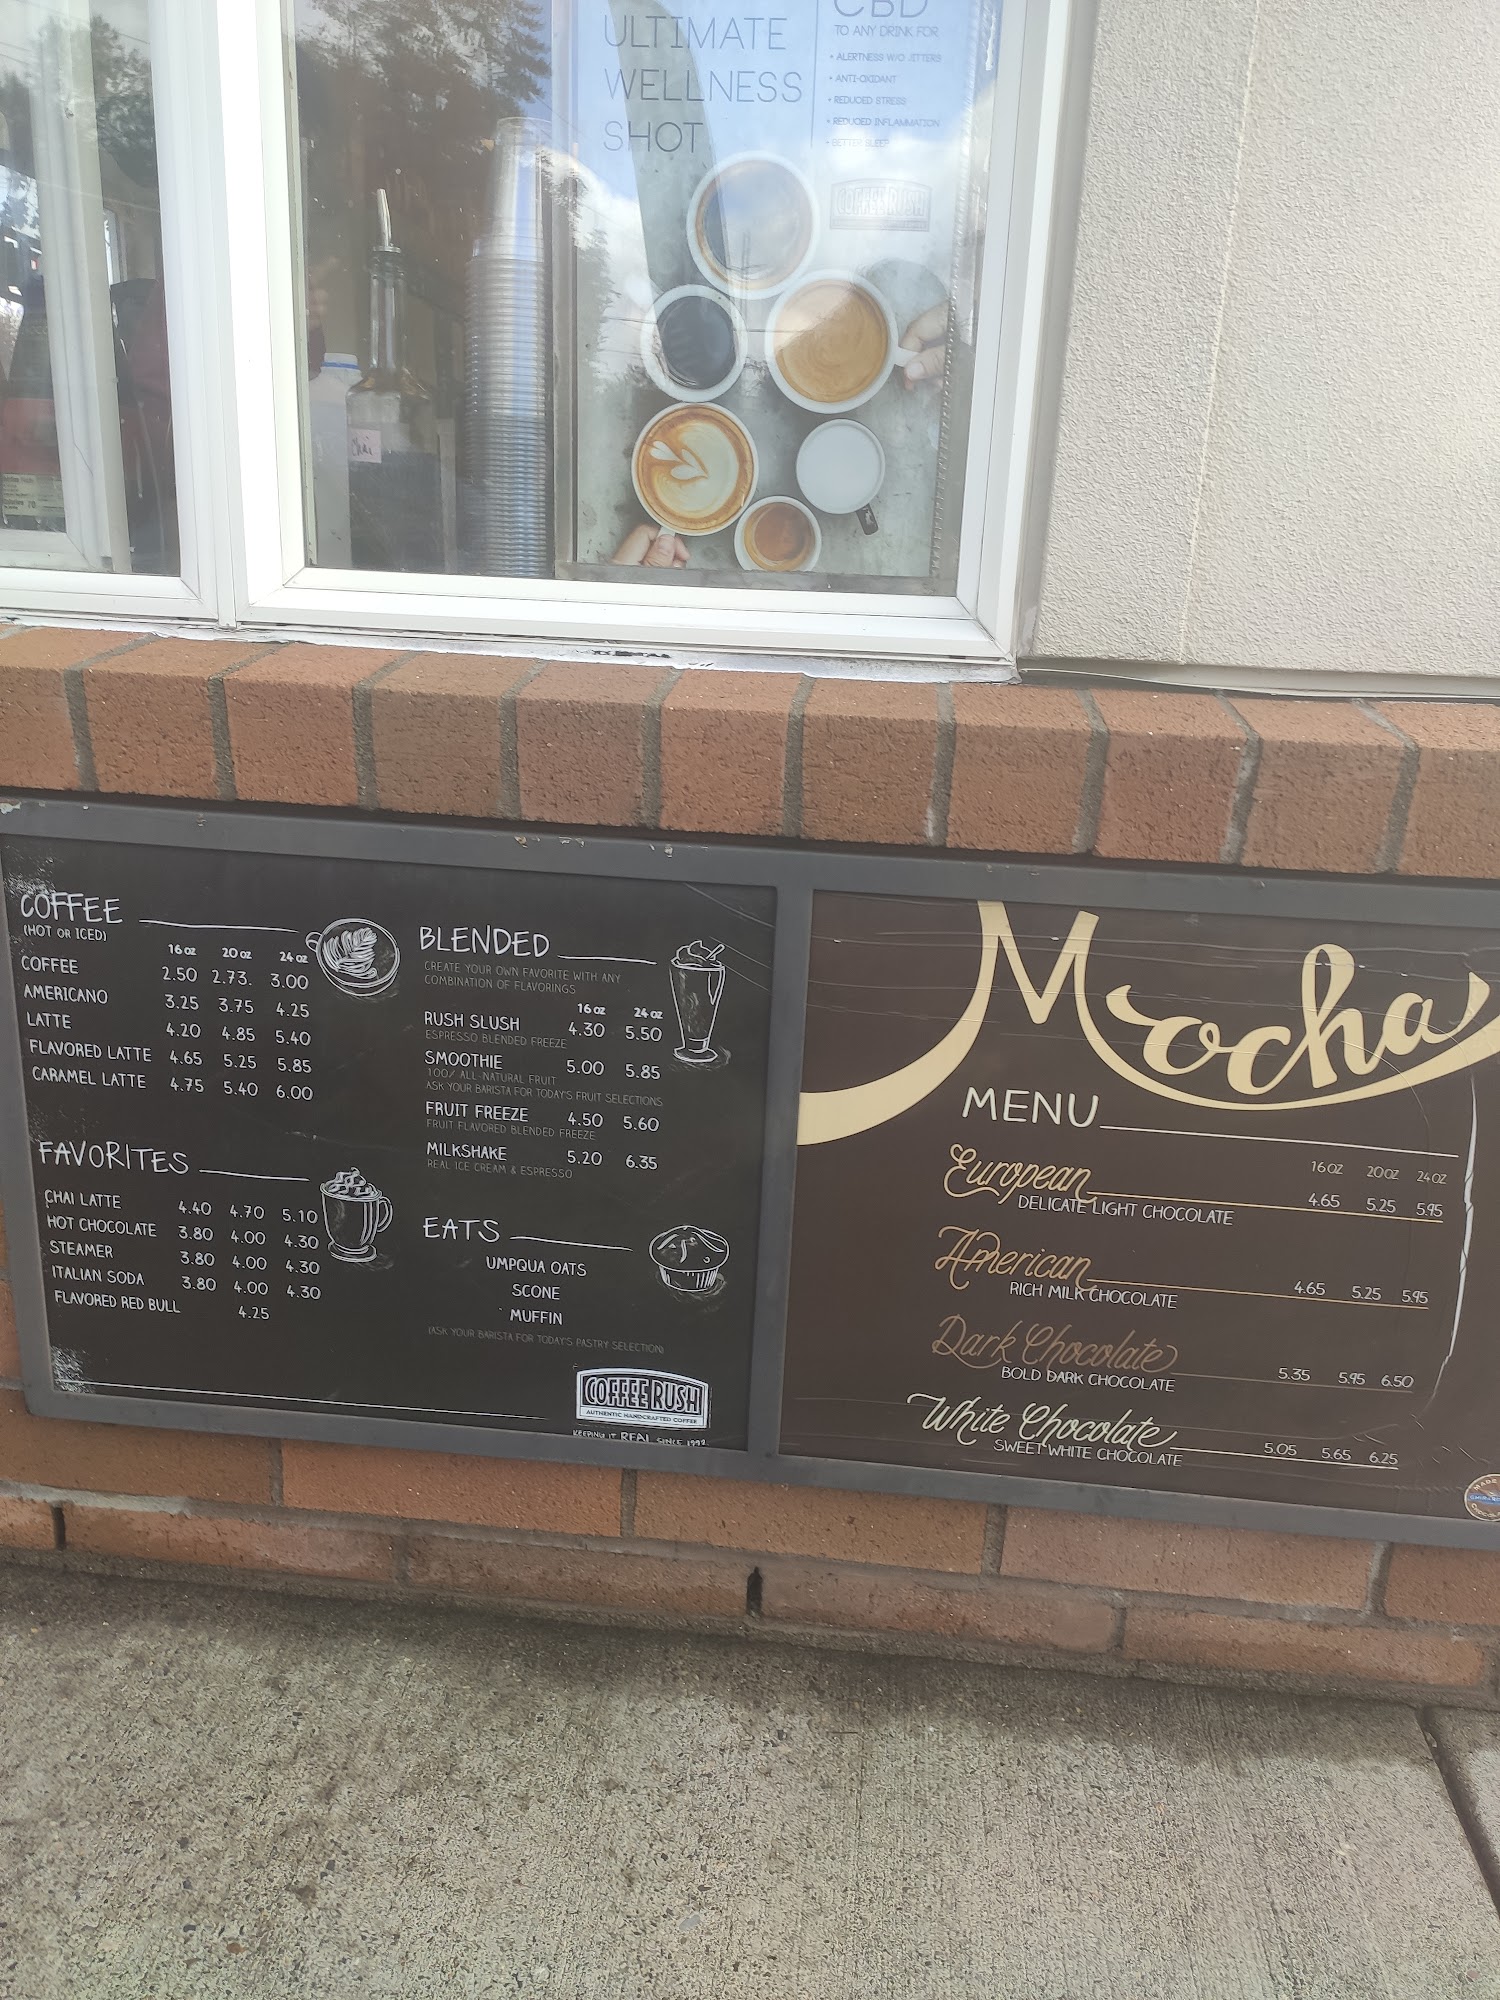 ULTIMATE
WELLNESS
SHOT
CBD
TO ANY DRINK FOR
• ALERTNESS W/O JITTERS
• ANTI-OXIDANT
• REDUCED STRESS
• REDUCED INFLAMMATION
• BETTER SLEEP
COFFEE RUSH
Chai
COFFEE
(HOT OR ICED)
16 OZ 20 OZ 24 OZ
COFFEE 2.50 2.73. 3.00
AMERICANO 3.25 3.75 4.25
LATTE 4.20 4.85 5.40
FLAVORED LATTE 4.65 5.25 5.85
CARAMEL LATTE 4.75 5.40 6.00
FAVORITES
CHAI LATTE 4.40 4.70 5.10
HOT CHOCOLATE 3.80 4.00 4.30
STEAMER 3.80 4.00 4.30
ITALIAN SODA 3.80 4.00 4.30
FLAVORED RED BULL 4.25
BLENDED
CREATE YOUR OWN FAVORITE WITH ANY
COMBINATION OF FLAVORINGS
16 OZ 24 OZ
RUSH SLUSH 4.30 5.50
ESPRESSO BLENDED FREEZE
SMOOTHIE 5.00 5.85
100% ALL NATURAL FRUIT
ASK YOUR BARISTA FOR TODAY'S FRUIT SELECTIONS
FRUIT FREEZE 4.50 5.60
FRUIT FLAVORED BLENDED FREEZE
MILKSHAKE 5.20 6.35
REAL ICE CREAM & ESPRESSO
EATS
UMPQUA OATS
SCONE
MUFFIN
(ASK YOUR BARISTA FOR TODAY'S PASTRY SELECTION)
COFFEE RUSH
AUTHENTIC HANDCRAFTED COFFEE
KEEPING IT REAL SINCE 1992
Mocha
MENU
16 OZ 20 OZ 24 OZ
European 4.65 5.25 5.95
DELICATE LIGHT CHOCOLATE
American 4.65 5.25 5.95
RICH MILK CHOCOLATE
Dark Chocolate 5.35 5.95 6.50
BOLD DARK CHOCOLATE
White Chocolate 5.05 5.65 6.25
SWEET WHITE CHOCOLATE
MADE